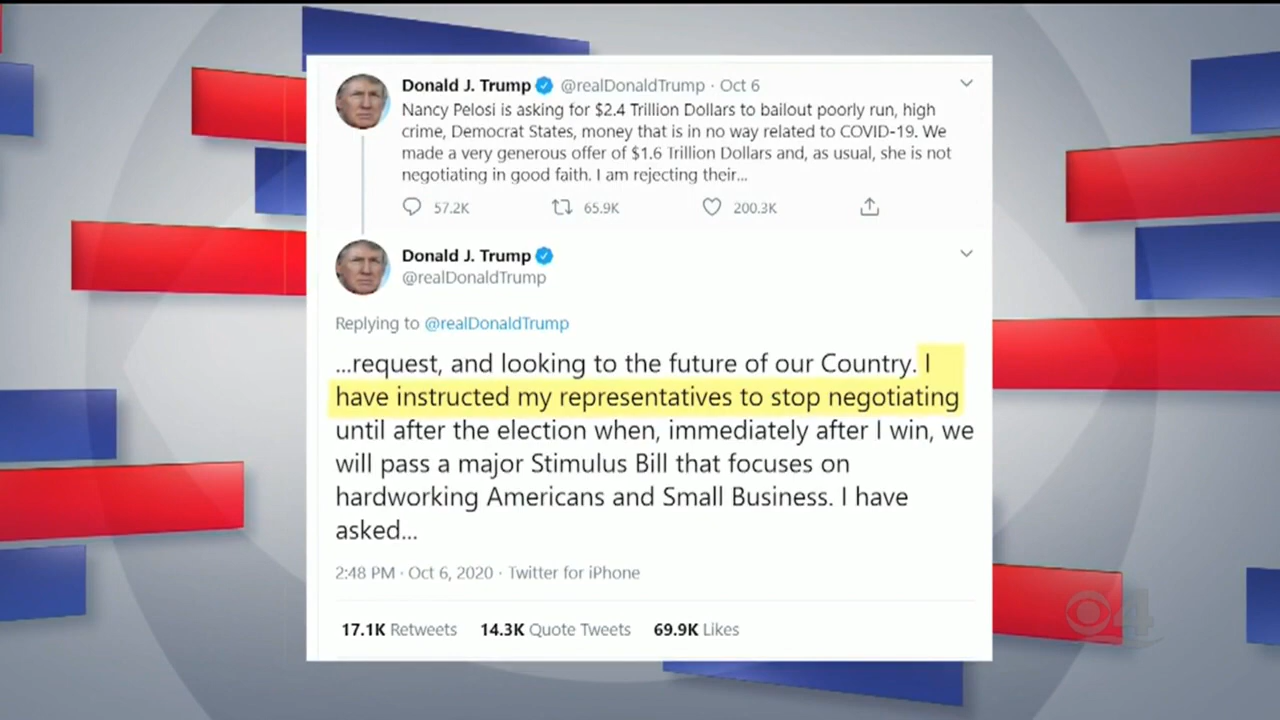 Donald J. Trump @realDonaldTrump · Oct 6
Nancy Pelosi is asking for $2.4 Trillion Dollars to bailout poorly run, high
crime, Democrat States, money that is in no way related to COVID-19. We
made a very generous offer of $1.6 Trillion Dollars and, as usual, she is not
negotiating in good faith. I am rejecting their...
57.2K 65.9K 200.3K
Donald J. Trump
@realDonaldTrump
Replying to @realDonaldTrump
...request, and looking to the future of our Country. I
have instructed my representatives to stop negotiating
until after the election when, immediately after I win, we
will pass a major Stimulus Bill that focuses on
hardworking Americans and Small Business. I have
asked...
2:48 PM · Oct 6, 2020 · Twitter for iPhone
17.1K Retweets 14.3K Quote Tweets 69.9K Likes
4